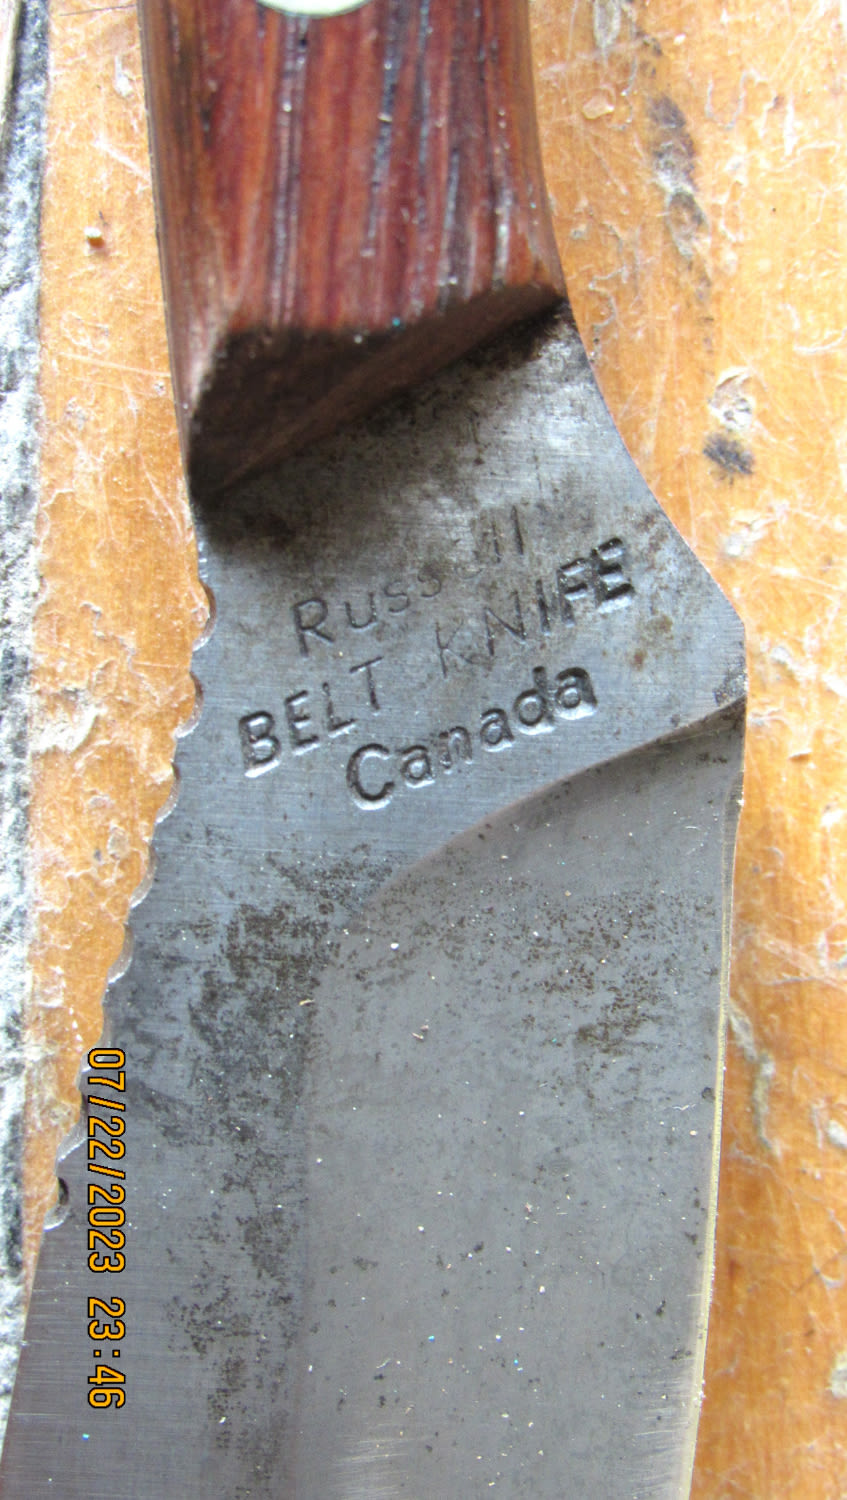 Russell
BELT KNIFE
Canada
07/22/2023 23:46